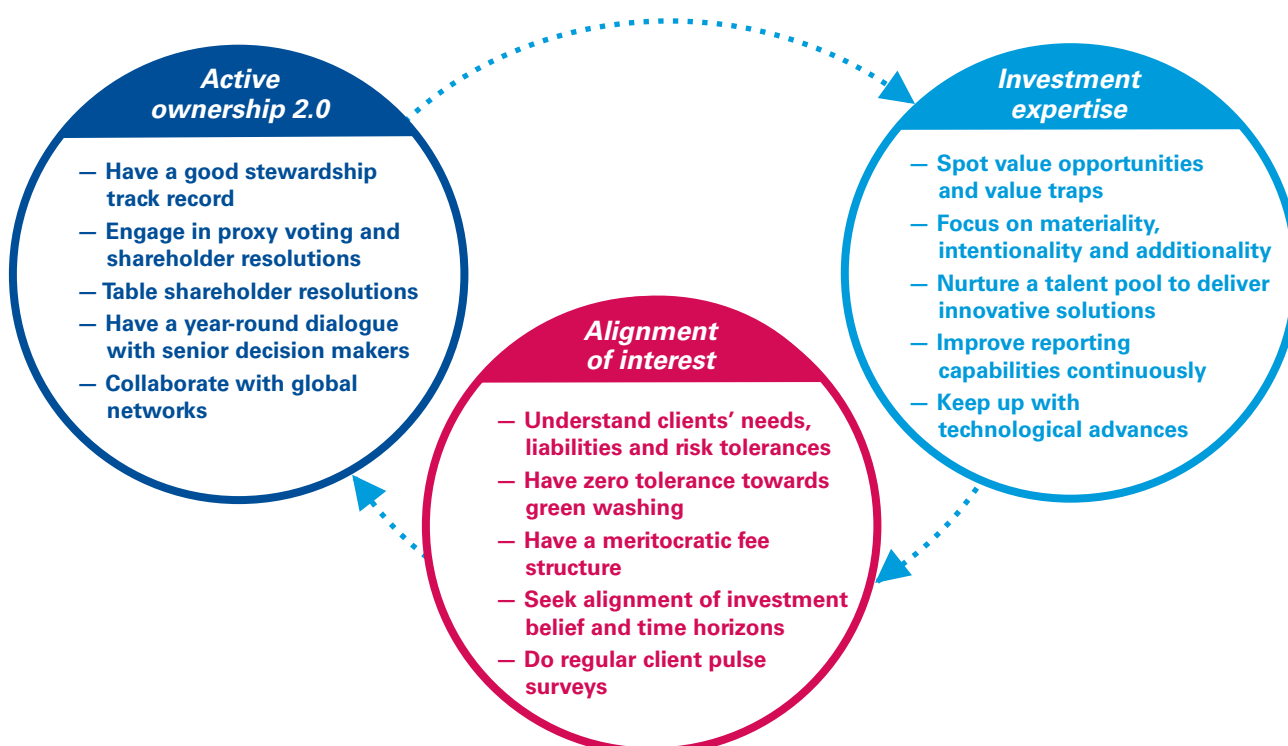 Active
ownership 2.0
— Have a good stewardship
track record
— Engage in proxy voting and
shareholder resolutions
— Table shareholder resolutions
— Have a year-round dialogue
with senior decision makers
— Collaborate with global
networks
Investment
expertise
— Spot value opportunities
and value traps
— Focus on materiality,
intentionality and additionality
— Nurture a talent pool to deliver
innovative solutions
— Improve reporting
capabilities continuously
— Keep up with
technological advances
Alignment
of interest
— Understand clients’ needs,
liabilities and risk tolerances
— Have zero tolerance towards
green washing
— Have a meritocratic fee
structure
— Seek alignment of investment
belief and time horizons
— Do regular client pulse
surveys